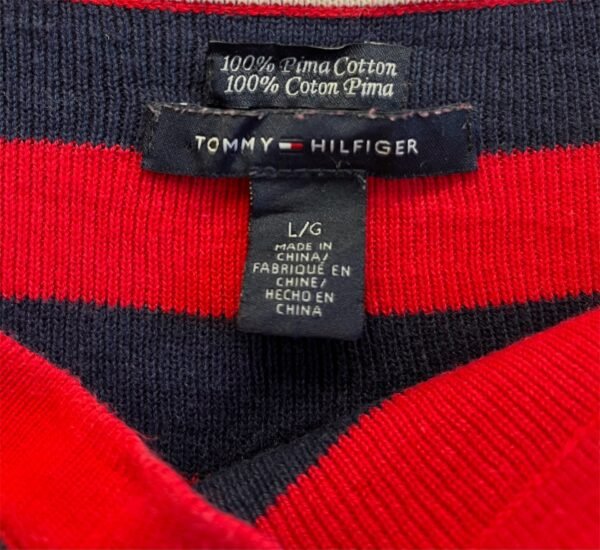 100% Pima Cotton
100% Coton Pima
TOMMY HILFIGER
L/G
MADE IN
CHINA/
FABRIQUÉ EN
CHINE/
HECHO EN
CHINA